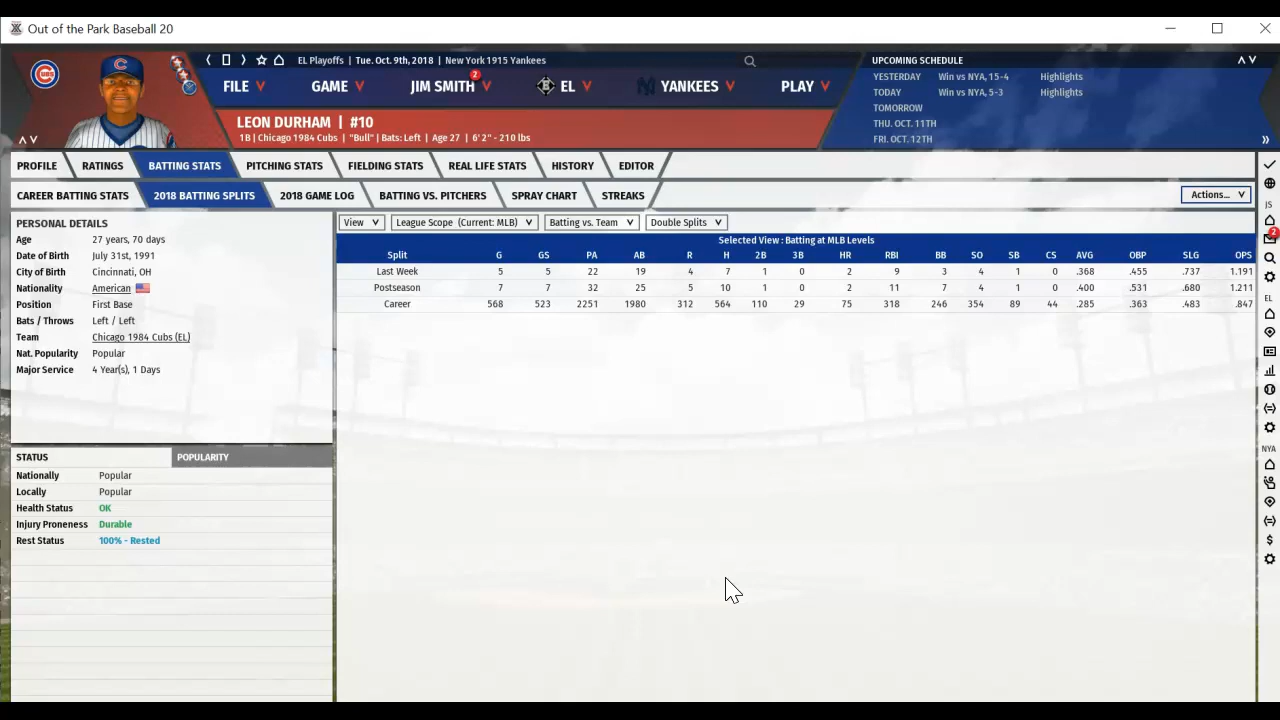 Out of the Park Baseball 20
EL Playoffs | Tue. Oct. 9th, 2018 | New York 1915 Yankees
FILE GAME JIM SMITH 2 EL YANKEES PLAY
LEON DURHAM | #10
1B | Chicago 1984 Cubs | "Bull" | Bats: Left | Age 27 | 6' 2" - 210 lbs
UPCOMING SCHEDULE
YESTERDAY Win vs NYA, 15-4 Highlights
TODAY Win vs NYA, 5-3 Highlights
TOMORROW
THU. OCT. 11TH
FRI. OCT. 12TH
PROFILE RATINGS BATTING STATS PITCHING STATS FIELDING STATS REAL LIFE STATS HISTORY EDITOR
CAREER BATTING STATS 2018 BATTING SPLITS 2018 GAME LOG BATTING VS. PITCHERS SPRAY CHART STREAKS Actions...
PERSONAL DETAILS
Age 27 years, 70 days
Date of Birth July 31st, 1991
City of Birth Cincinnati, OH
Nationality American
Position First Base
Bats / Throws Left / Left
Team Chicago 1984 Cubs (EL)
Nat. Popularity Popular
Major Service 4 Year(s), 1 Days
STATUS POPULARITY
Nationally Popular
Locally Popular
Health Status OK
Injury Proneness Durable
Rest Status 100% - Rested
View League Scope (Current: MLB) Batting vs. Team Double Splits
Selected View : Batting at MLB Levels
Split G GS PA AB R H 2B 3B HR RBI BB SO SB CS AVG OBP SLG OPS
Last Week 5 5 22 19 4 7 1 0 2 9 3 4 1 0 .368 .455 .737 1.191
Postseason 7 7 32 25 5 10 1 0 2 11 7 4 1 0 .400 .531 .680 1.211
Career 568 523 2251 1980 312 564 110 29 75 318 246 354 89 44 .285 .363 .483 .847
JS
2
EL
NYA